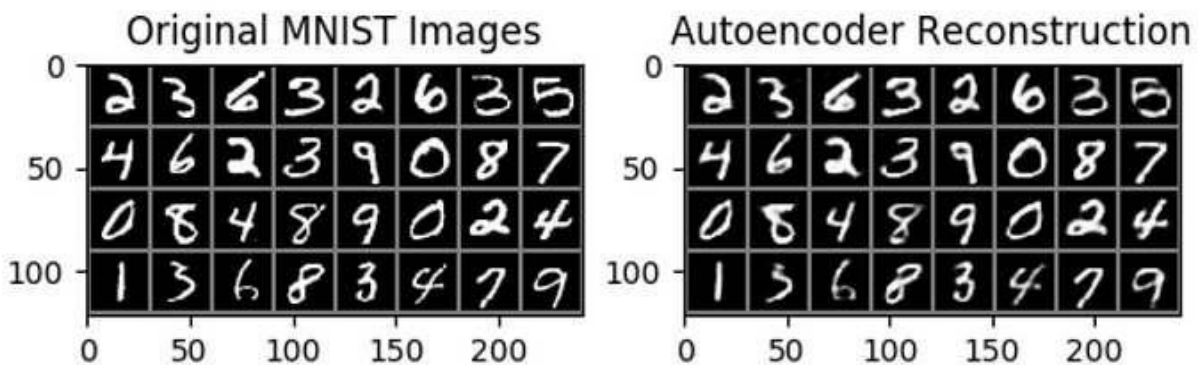 Original MNIST Images
0
50
100
2 3 6 3 2 6 3 5
4 6 2 3 9 0 8 7
0 8 4 8 9 0 2 4
1 3 6 8 3 4 7 9
0 50 100 150 200
Autoencoder Reconstruction
0
50
100
2 3 6 3 2 6 3 5
4 6 2 3 9 0 8 7
0 8 4 8 9 0 2 4
1 3 6 8 3 4 7 9
0 50 100 150 200